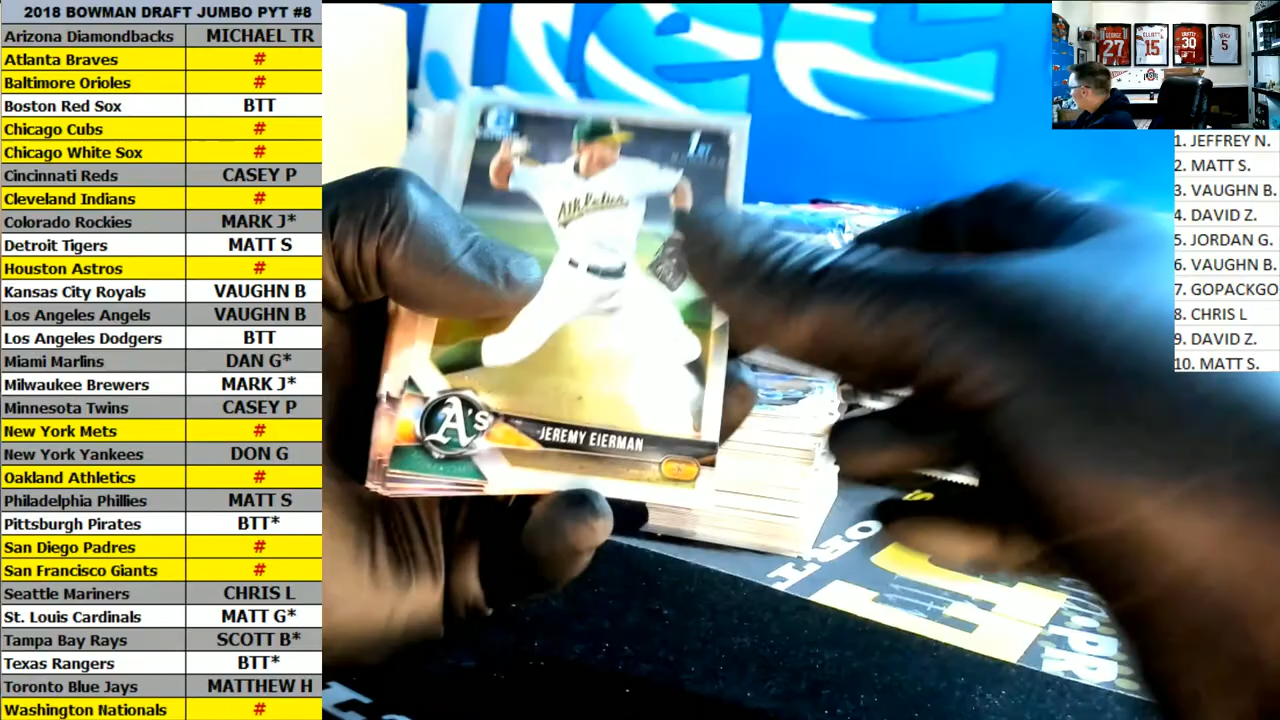 2018 BOWMAN DRAFT JUMBO PYT #8
Arizona Diamondbacks MICHAEL TR
Atlanta Braves #
Baltimore Orioles #
Boston Red Sox BTT
Chicago Cubs #
Chicago White Sox #
Cincinnati Reds CASEY P
Cleveland Indians #
Colorado Rockies MARK J*
Detroit Tigers MATT S
Houston Astros #
Kansas City Royals VAUGHN B
Los Angeles Angels VAUGHN B
Los Angeles Dodgers BTT
Miami Marlins DAN G*
Milwaukee Brewers MARK J*
Minnesota Twins CASEY P
New York Mets #
New York Yankees DON G
Oakland Athletics #
Philadelphia Phillies MATT S
Pittsburgh Pirates BTT*
San Diego Padres #
San Francisco Giants #
Seattle Mariners CHRIS L
St. Louis Cardinals MATT G*
Tampa Bay Rays SCOTT B*
Texas Rangers BTT*
Toronto Blue Jays MATTHEW H
Washington Nationals #
1st
Athletics
A's
JEREMY EIERMAN
27
15
30
5
1. JEFFREY N.
2. MATT S.
3. VAUGHN B.
4. DAVID Z.
5. JORDAN G.
6. VAUGHN B.
7. GOPACKGO
8. CHRIS L
9. DAVID Z.
10. MATT S.